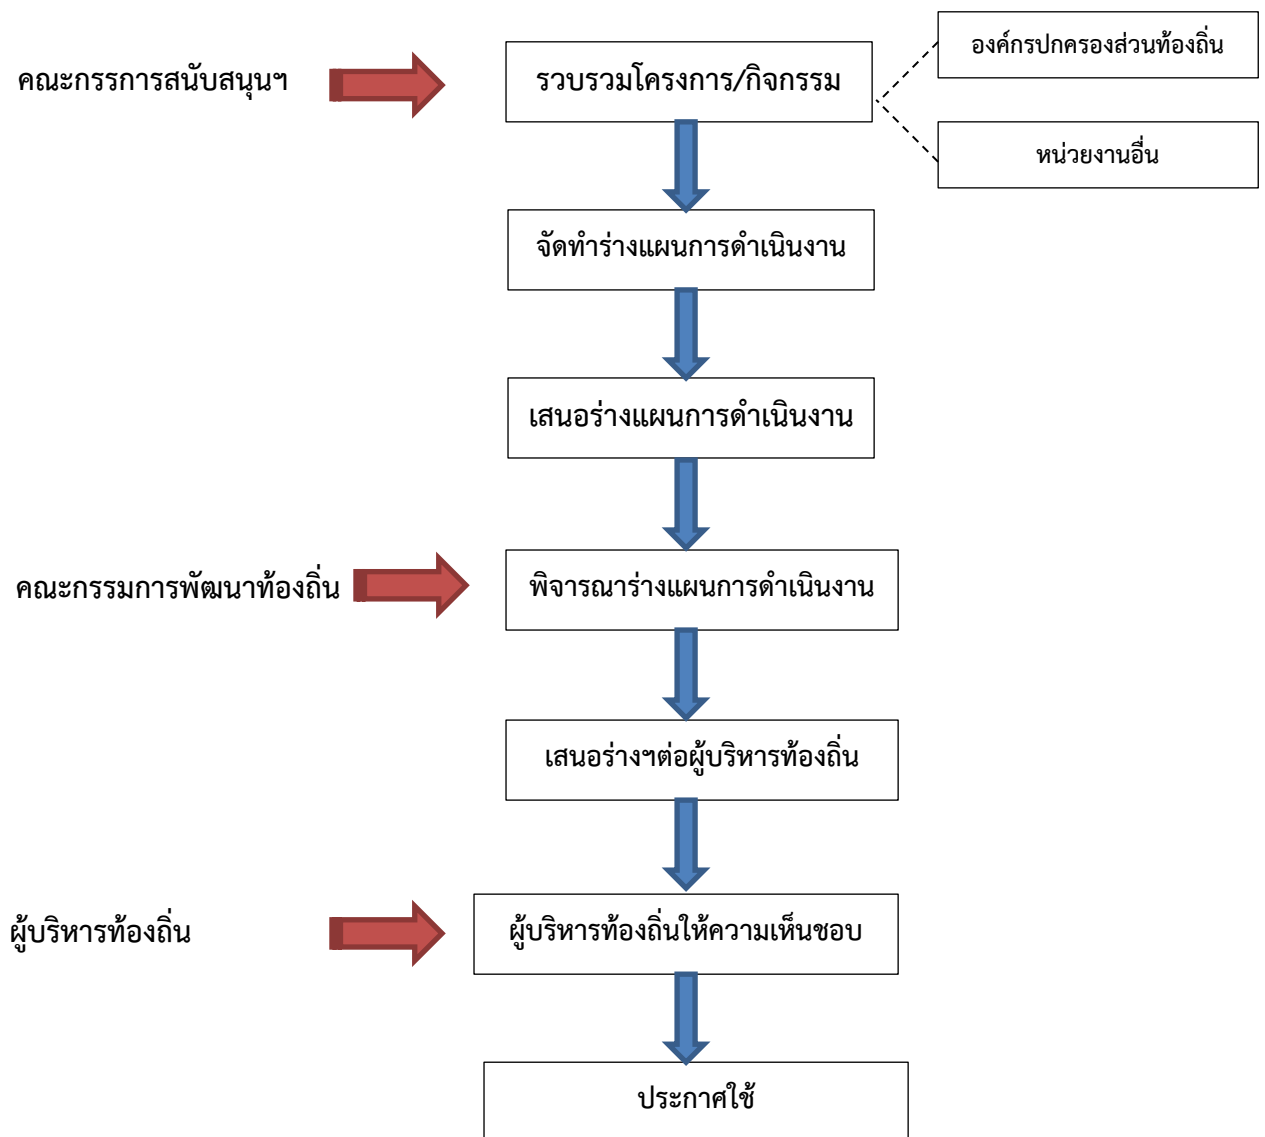 องค์กรปกครองส่วนท้องถิ่น
คณะกรรการสนับสนุนฯ
รวบรวมโครงการ/กิจกรรม
หน่วยงานอื่น
จัดทำร่างแผนการดำเนินงาน
เสนอร่างแผนการดำเนินงาน
คณะกรรมการพัฒนาท้องถิ่น
พิจารณาร่างแผนการดำเนินงาน
เสนอร่างฯต่อผู้บริหารท้องถิ่น
ผู้บริหารท้องถิ่น
ผู้บริหารท้องถิ่นให้ความเห็นชอบ
ประกาศใช้